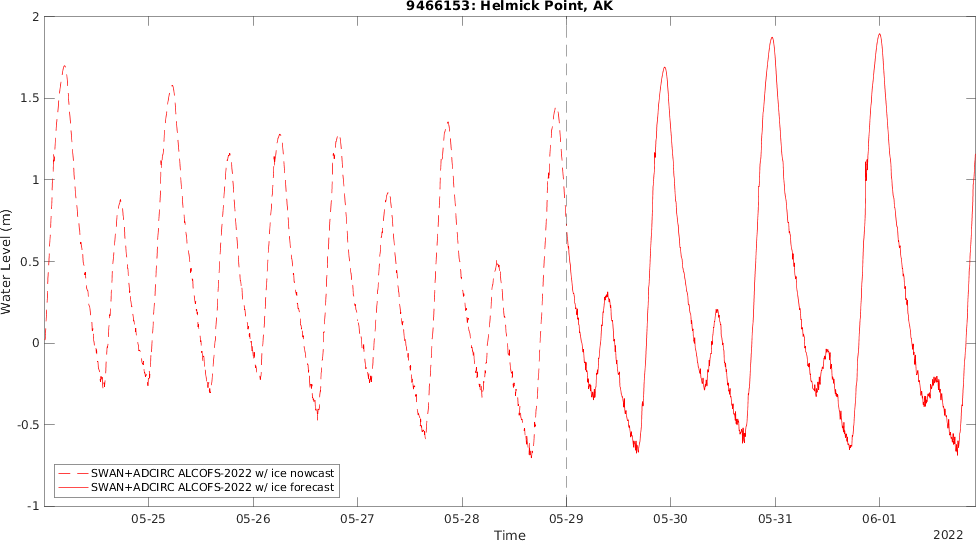 9466153: Helmick Point, AK
2
1.5
1
0.5
0
-0.5
-1
Water Level (m)
SWAN+ADCIRC ALCOFS-2022 w/ ice nowcast
SWAN+ADCIRC ALCOFS-2022 w/ ice forecast
05-25 05-26 05-27 05-28 05-29 05-30 05-31 06-01
Time
2022